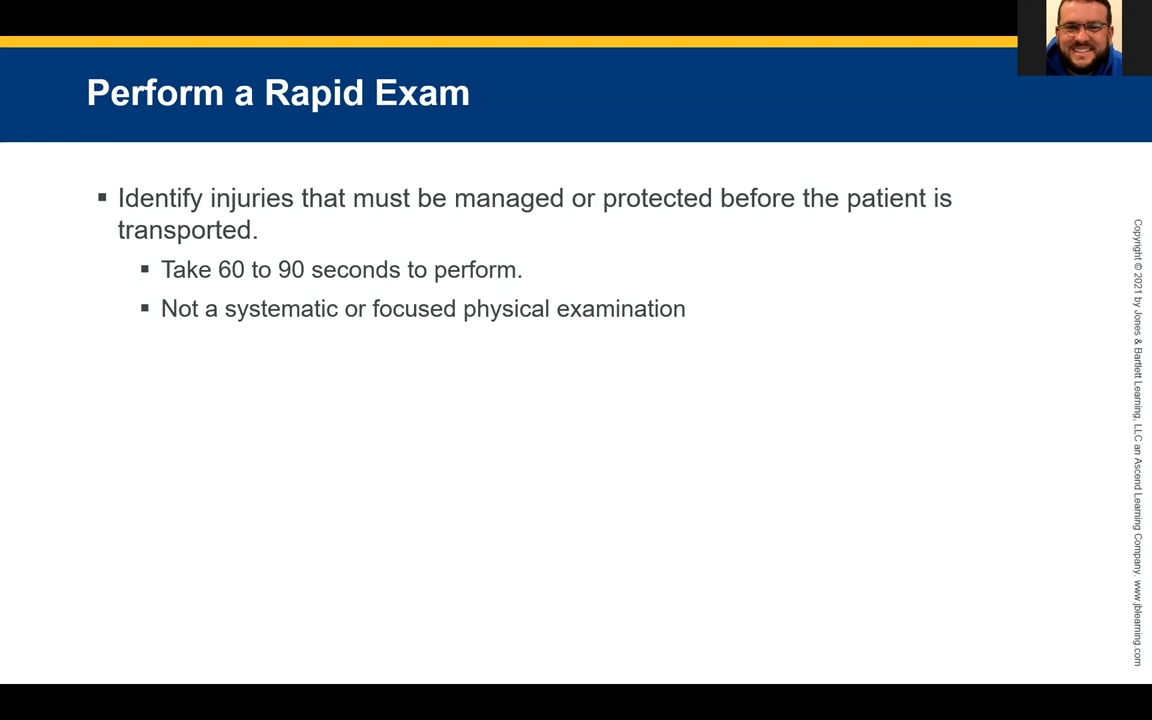 Perform a Rapid Exam
▪ Identify injuries that must be managed or protected before the patient is
transported.
▪ Take 60 to 90 seconds to perform.
▪ Not a systematic or focused physical examination
Copyright © 2021 by Jones & Bartlett Learning, LLC an Ascend Learning Company. www.jblearning.com